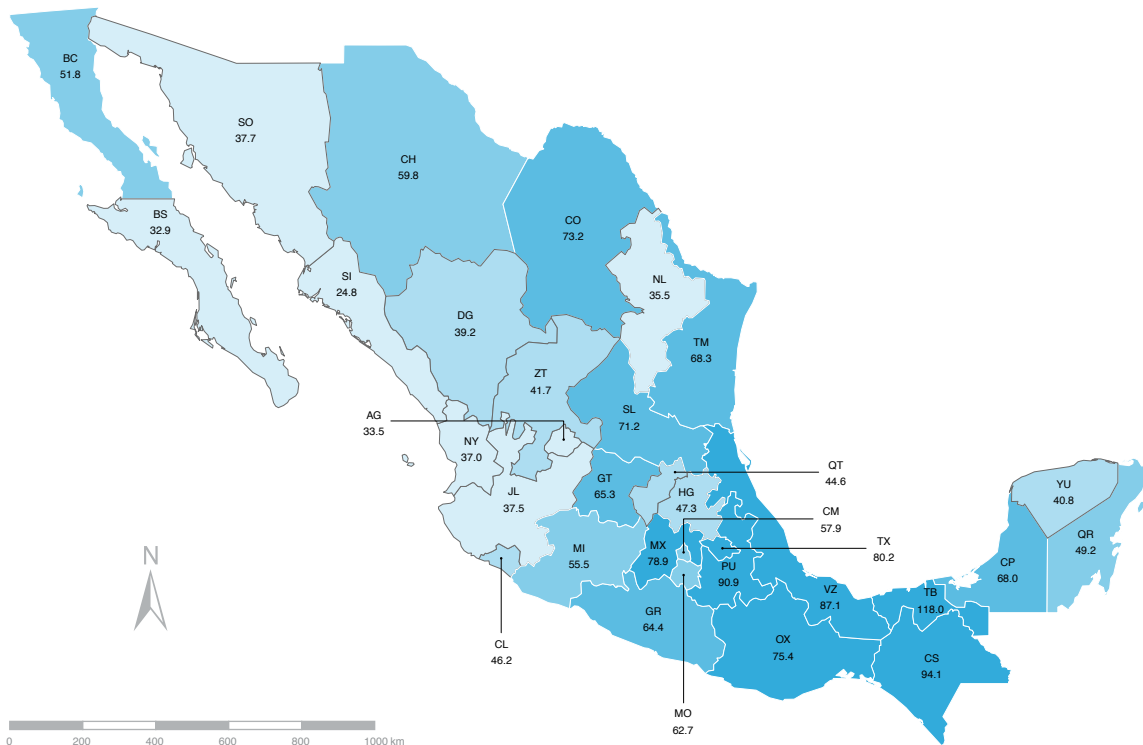 BC
51.8
SO
37.7
CH
59.8
BS
32.9
CO
73.2
SI
24.8
NL
35.5
DG
39.2
TM
68.3
ZT
41.7
AG
33.5
SL
71.2
NY
37.0
QT
44.6
GT
65.3
HG
47.3
YU
40.8
JL
37.5
CM
57.9
QR
49.2
TX
80.2
MX
78.9
MI
55.5
N
PU
90.9
CP
68.0
VZ
87.1
TB
118.0
GR
64.4
OX
75.4
CL
46.2
CS
94.1
MO
62.7
0 200 400 600 800 1000 km